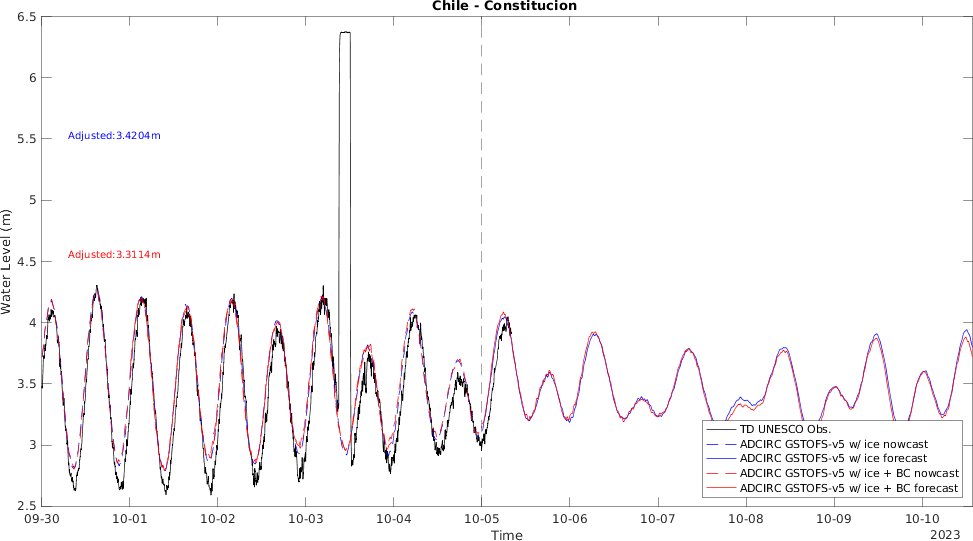 Chile - Constitucion
6.5
6
5.5
5
4.5
4
3.5
3
2.5
Water Level (m)
Adjusted:3.4204m
Adjusted:3.3114m
TD UNESCO Obs.
ADCIRC GSTOFS-v5 w/ ice nowcast
ADCIRC GSTOFS-v5 w/ ice forecast
ADCIRC GSTOFS-v5 w/ ice + BC nowcast
ADCIRC GSTOFS-v5 w/ ice + BC forecast
09-30 10-01 10-02 10-03 10-04 10-05 10-06 10-07 10-08 10-09 10-10
Time
2023